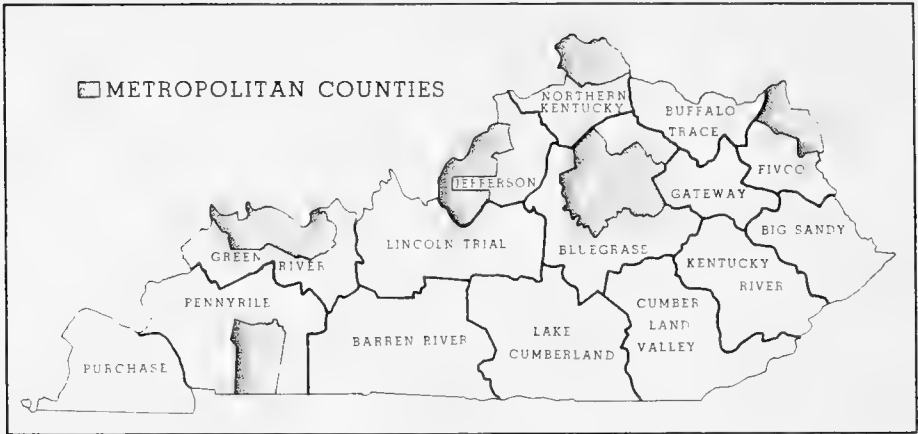 METROPOLITAN COUNTIES
NORTHERN
KENTUCKY
BUFFALO
TRACE
JEFFERSON
FIVCO
GATEWAY
LINCOLN TRIAL
BLUEGRASS
BIG SANDY
GREEN
RIVER
KENTUCKY
RIVER
PENNYRILE
CUMBER
LAND
VALLEY
BARREN RIVER
LAKE
CUMBERLAND
PURCHASE